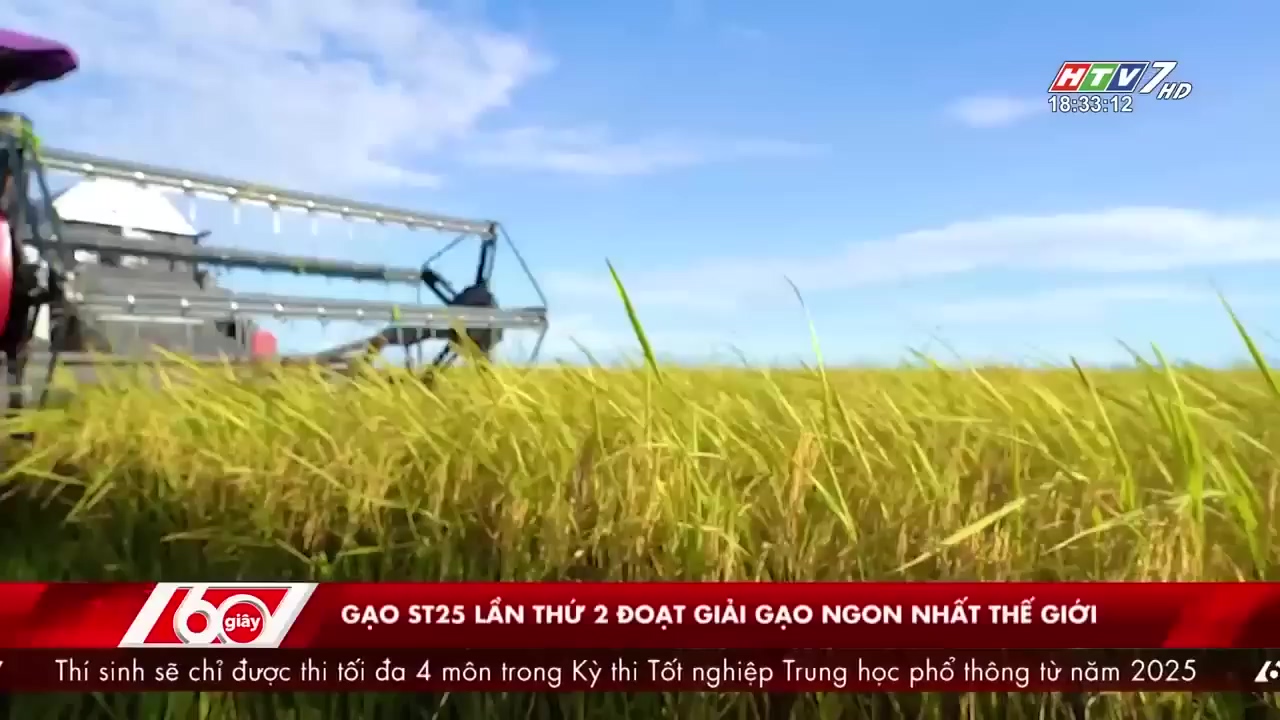 HTV7 HD
18:33:12
60 giây
GẠO ST25 LẦN THỨ 2 ĐOẠT GIẢI GẠO NGON NHẤT THẾ GIỚI
Thí sinh sẽ chỉ được thi tối đa 4 môn trong Kỳ thi Tốt nghiệp Trung học phổ thông từ năm 2025